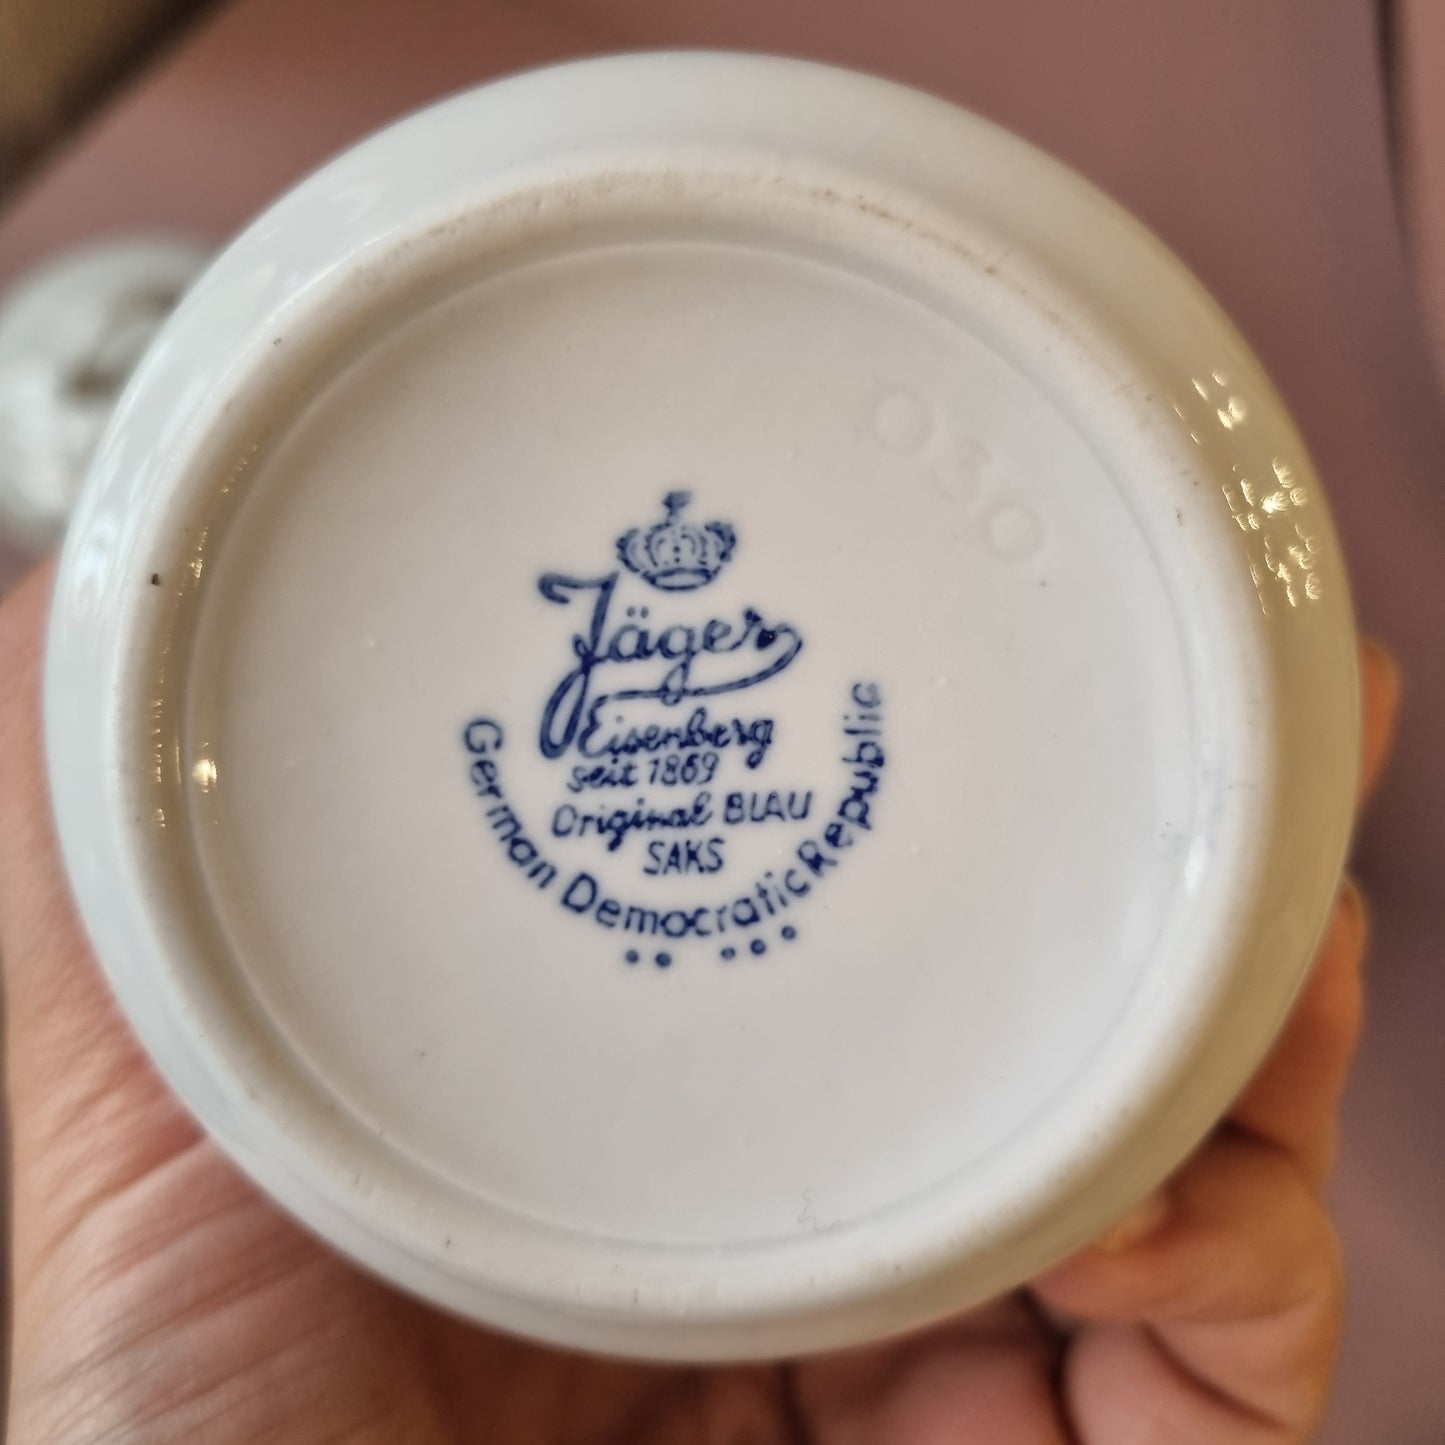 Jäger
Eisenberg
seit 1869
Original BLAU
SAKS
German Democratic Republic
030